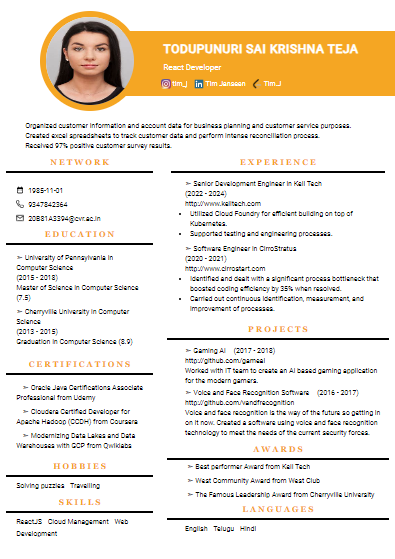 TODUPUNURI SAI KRISHNA TEJA
React Developer
tim_j Tim Janssen Tim.J
Organized customer information and account data for business planning and customer service purposes.
Created excel spreadsheets to track customer data and perform intense reconciliation process.
Received 97% positive customer survey results.
NETWORK
1985-11-01
9347842364
20B81A3394@cvr.ac.in
EDUCATION
➢ University of Pennsylvania in
Computer Science
(2015 - 2018)
Master of Science in Computer Science
(7.5)
➢ Cherryville University in Computer
Science
(2013 - 2015)
Graduation in Computer Science (8.9)
CERTIFICATIONS
➢ Oracle Java Certifications Associate
Professional from Udemy
➢ Cloudera Certified Developer for
Apache Hadoop (CCDH) from Coursera
➢ Modernizing Data Lakes and Data
Warehouses with GCP from Qwiklabs
HOBBIES
Solving puzzles Travelling
SKILLS
ReactJS Cloud Management Web
Development
EXPERIENCE
➢ Senior Development Engineer in Kell Tech
(2022 - 2024)
http://www.kelltech.com
• Utilized Cloud Foundry for efficient building on top of
Kubernetes.
• Supported testing and engineering processes.
➢ Software Engineer in CirroStratus
(2020 - 2021)
http://www.cirrostart.com
• Identified and dealt with a significant process bottleneck that
boosted coding efficiency by 35% when resolved.
• Carried out continuous identification, measurement, and
improvement of processes.
PROJECTS
➢ Gaming AI (2017 - 2018)
http://github.com/gameai
Worked with IT team to create an AI based gaming application
for the modern gamers.
➢ Voice and Face Recognition Software (2016 - 2017)
http://github.com/vandfrecognition
Voice and face recognition is the way of the future so getting in
on it now. Created a software using voice and face recognition
technology to meet the needs of the current security forces.
AWARDS
➢ Best performer Award from Kell Tech
➢ West Community Award from West Club
➢ The Famous Leadership Award from Cherryville University
LANGUAGES
English Telugu Hindi